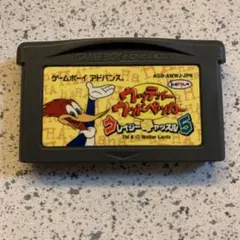 ゲームボーイ アドバンス
AGB-AWWJ-JPN
ウッディー
ウッドペッカー
クレイジーキャッスル5
TM & © Walter Lantz